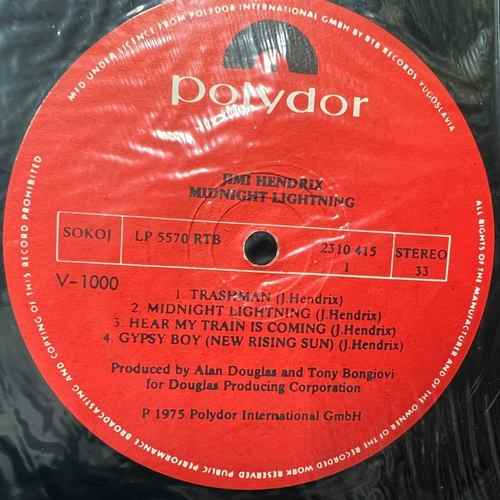 MFD UNDER LICENCE FROM POLYDOR INTERNATIONAL GMBH BY RTB RECORDS YUGOSLAVIA
polydor
JIMI HENDRIX
MIDNIGHT LIGHTNING
SOKOJ LP 5570 RTB 2310 415 STEREO
1 33
V-1000
1. TRASHMAN (J.Hendrix)
2. MIDNIGHT LIGHTNING (J.Hendrix)
3. HEAR MY TRAIN IS COMING (J.Hendrix)
4. GYPSY BOY (NEW RISING SUN) (J.Hendrix)
Produced by Alan Douglas and Tony Bongiovi
for Douglas Producing Corporation
P 1975 Polydor International GmbH
ALL RIGHTS OF THE MANUFACTURER AND OF THE OWNER OF THE RECORDED WORK RESERVED PUBLIC PERFORMANCE BROADCASTING AND COPYING OF THIS RECORD PROHIBITED